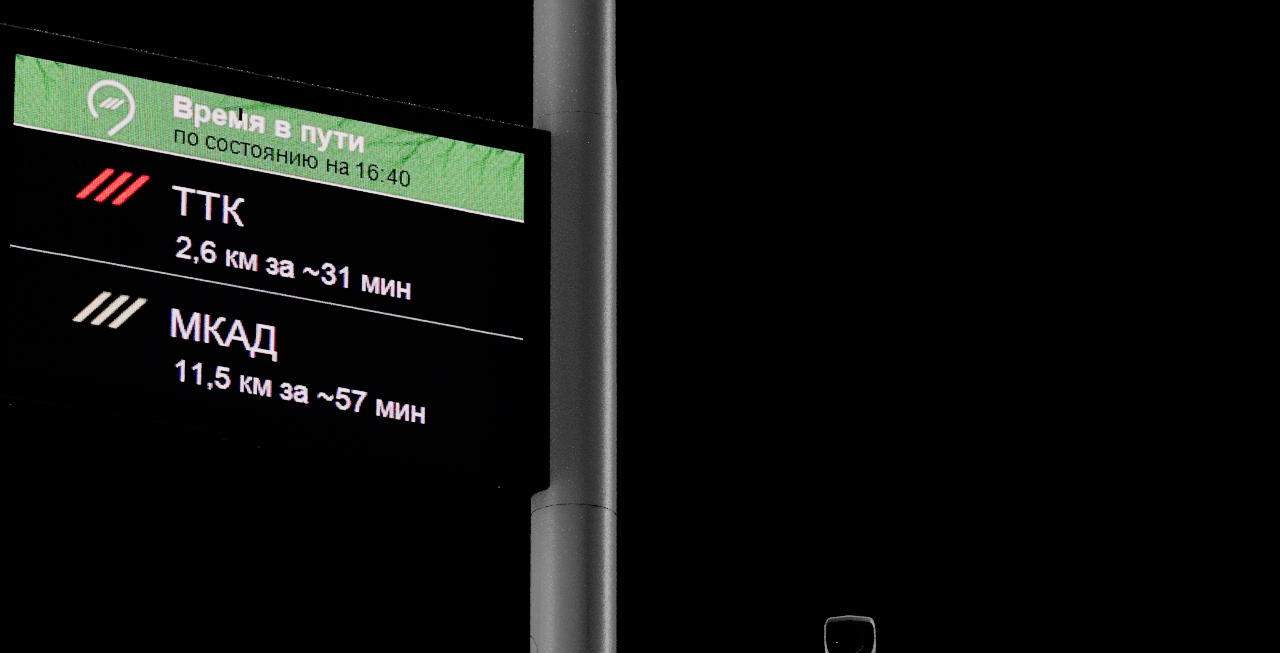 Время в пути
по состоянию на 16:40
ТТК
2,6 км за ~31 мин
МКАД
11,5 км за ~57 мин